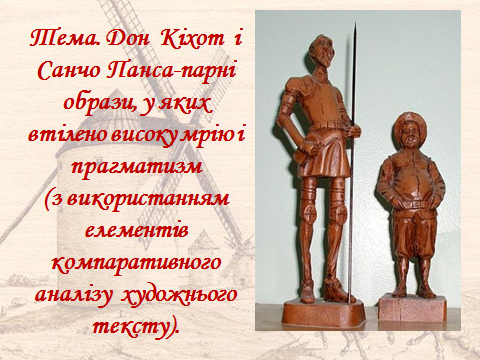 Тема. Дон Кіхот і
Санчо Панса-парні
образи, у яких
втілено високу мрію і
прагматизм
(з використанням
елементів
компаративного
аналізу художнього
тексту).